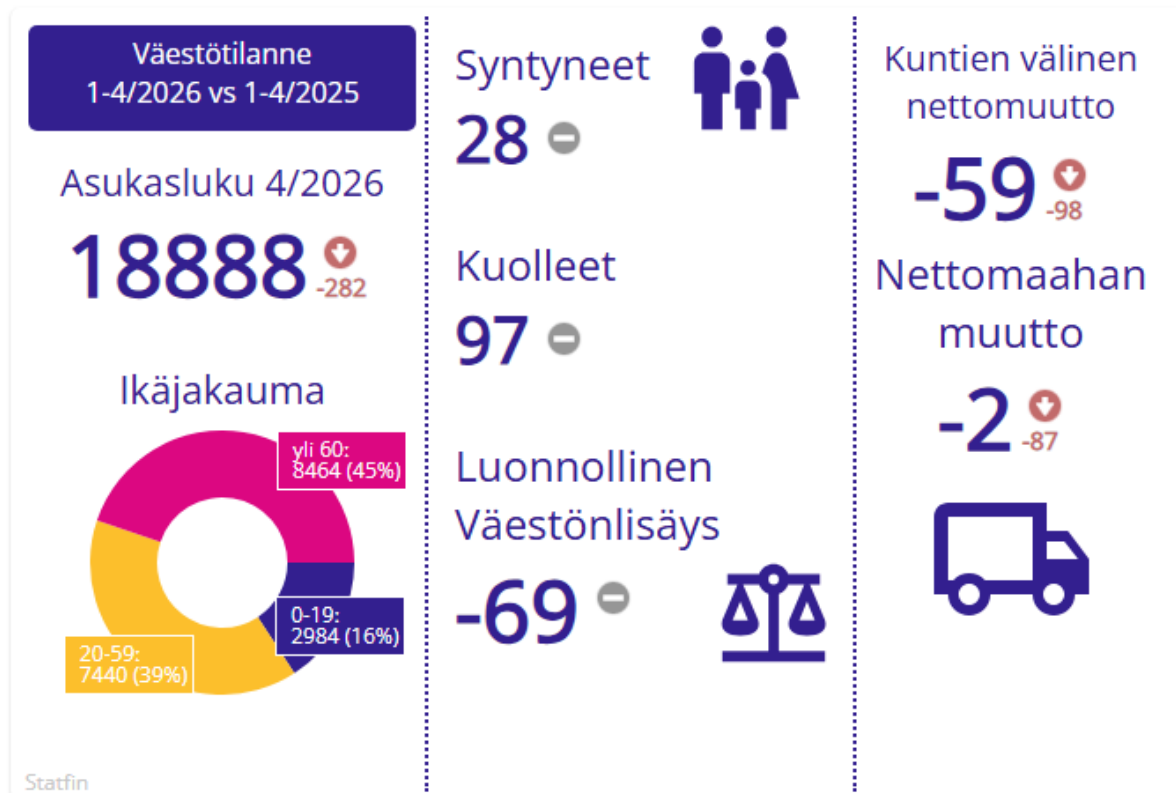 Väestötilanne
1-4/2026 vs 1-4/2025
Asukasluku 4/2026
18888
-282
Ikäjakauma
yli 60:
8464 (45%)
0-19:
2984 (16%)
20-59:
7440 (39%)
Statfin
Syntyneet
28
Kuolleet
97
Luonnollinen
Väestönlisäys
-69
Kuntien välinen
nettomuutto
-59
-98
Nettomaahan
muutto
-2
-87